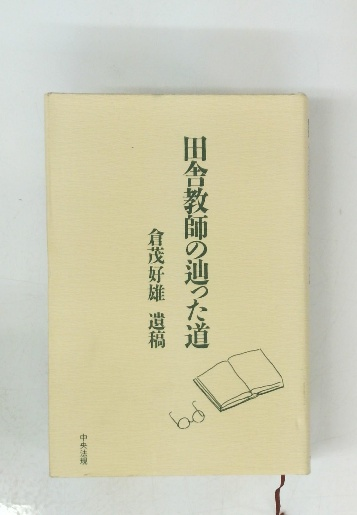 田舎教師の辿った道
倉茂好雄 遺稿
中央法規